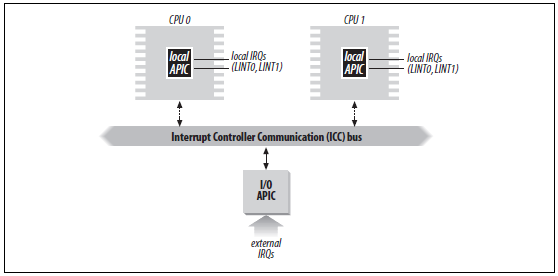 CPU 0
CPU 1
local
APIC
local IRQs
(LINT0, LINT1)
local
APIC
local IRQs
(LINT0, LINT1)
Interrupt Controller Communication (ICC) bus
I/O
APIC
external
IRQs